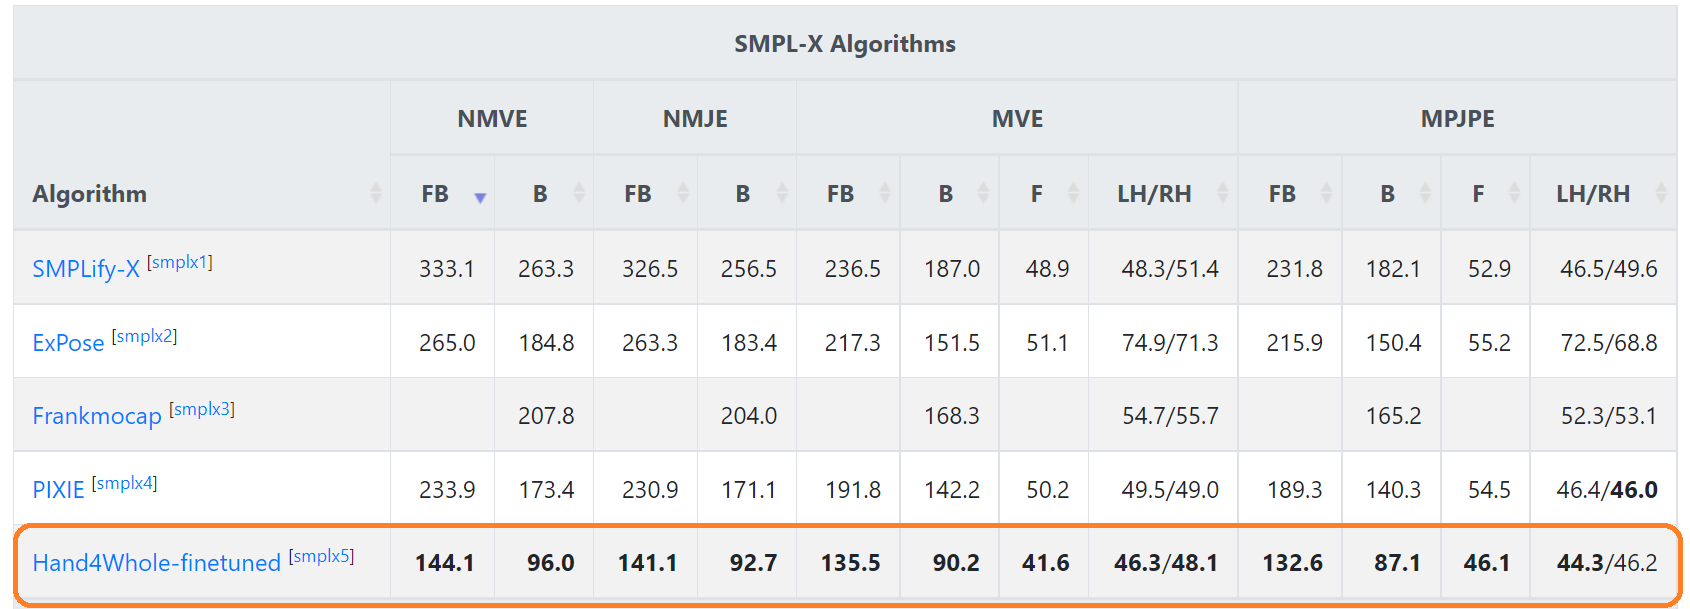 SMPL-X Algorithms
NMVE NMJE MVE MPJPE
Algorithm FB B FB B FB B F LH/RH FB B F LH/RH
SMPLify-X [smplx1] 333.1 263.3 326.5 256.5 236.5 187.0 48.9 48.3/51.4 231.8 182.1 52.9 46.5/49.6
ExPose [smplx2] 265.0 184.8 263.3 183.4 217.3 151.5 51.1 74.9/71.3 215.9 150.4 55.2 72.5/68.8
Frankmocap [smplx3] 207.8 204.0 168.3 54.7/55.7 165.2 52.3/53.1
PIXIE [smplx4] 233.9 173.4 230.9 171.1 191.8 142.2 50.2 49.5/49.0 189.3 140.3 54.5 46.4/46.0
Hand4Whole-finetuned [smplx5] 144.1 96.0 141.1 92.7 135.5 90.2 41.6 46.3/48.1 132.6 87.1 46.1 44.3/46.2